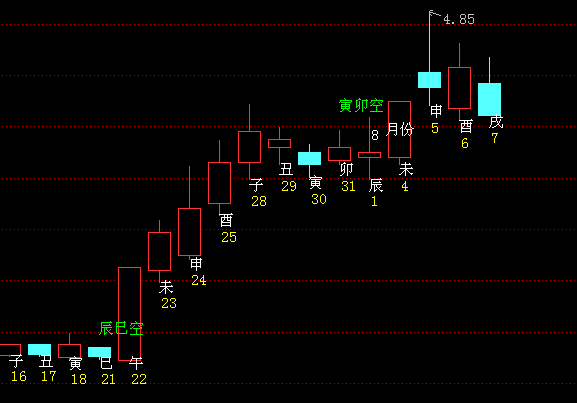 4.85
寅卯空
8 月份
申
5
酉
6
戌
7
丑
29
寅
30
卯
31
辰
1
未
4
子
28
酉
25
申
24
未
23
辰巳空
子
16
丑
17
寅
18
巳
21
午
22